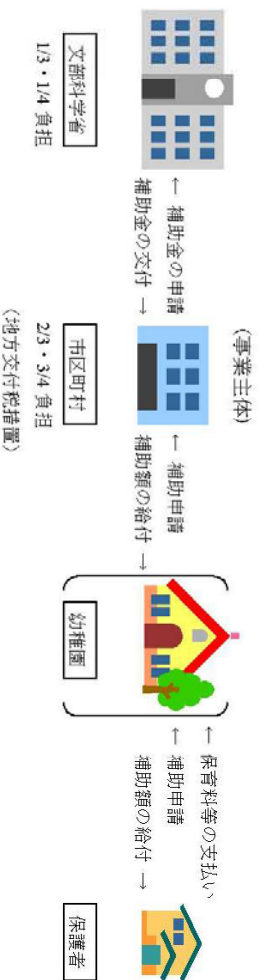 (事業主体)
← 補助金の申請
補助金の交付 →
← 補助申請
補助額の給付 →
← 保育料等の支払い
← 補助申請
補助額の給付 →
文部科学省
市区町村
幼稚園
保護者
1/3・1/4 負担
2/3・3/4 負担
(地方交付税措置)